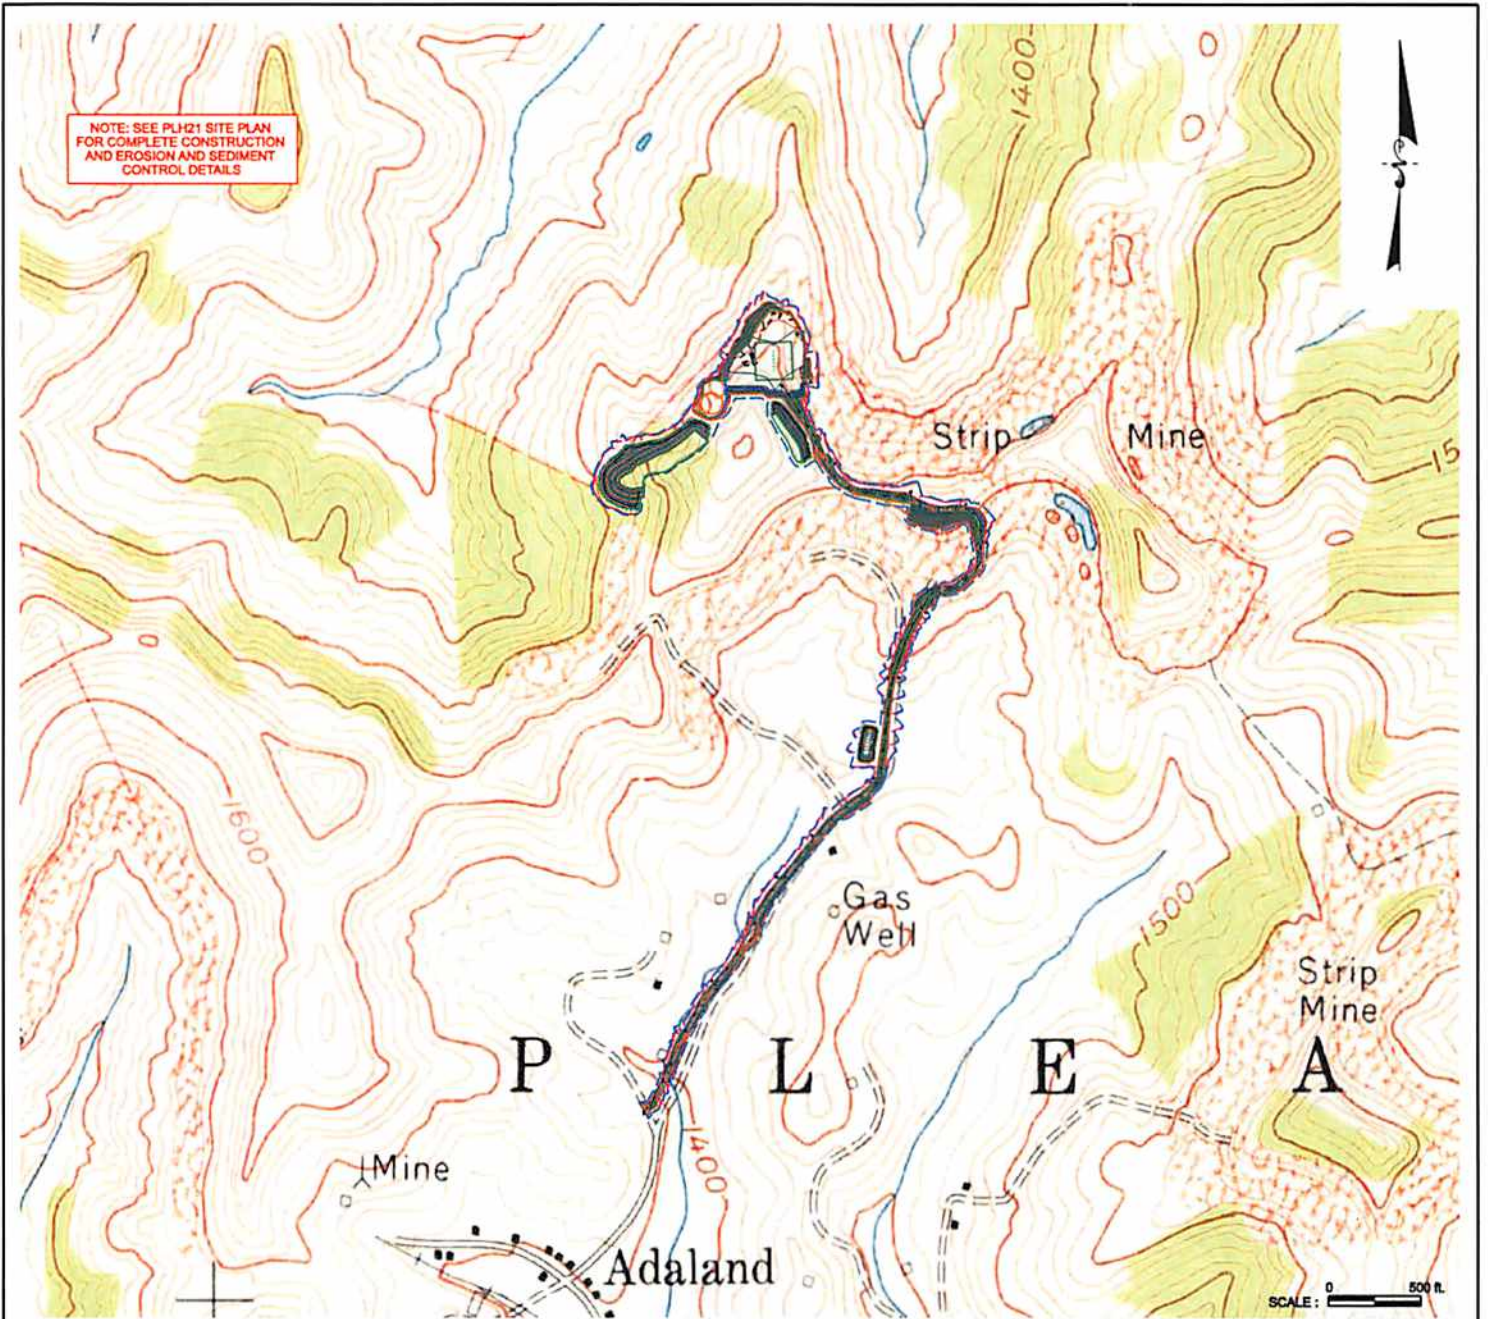 NOTE: SEE PLH21 SITE PLAN
FOR COMPLETE CONSTRUCTION
AND EROSION AND SEDIMENT
CONTROL DETAILS
1400
Strip
Mine
15
1600
Gas
Well
1500
Strip
Mine
P L E A
1400
Mine
Adaland
0 500 ft.
SCALE :